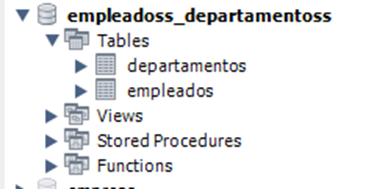 empleadoss_departamentoss
Tables
departamentos
empleados
Views
Stored Procedures
Functions